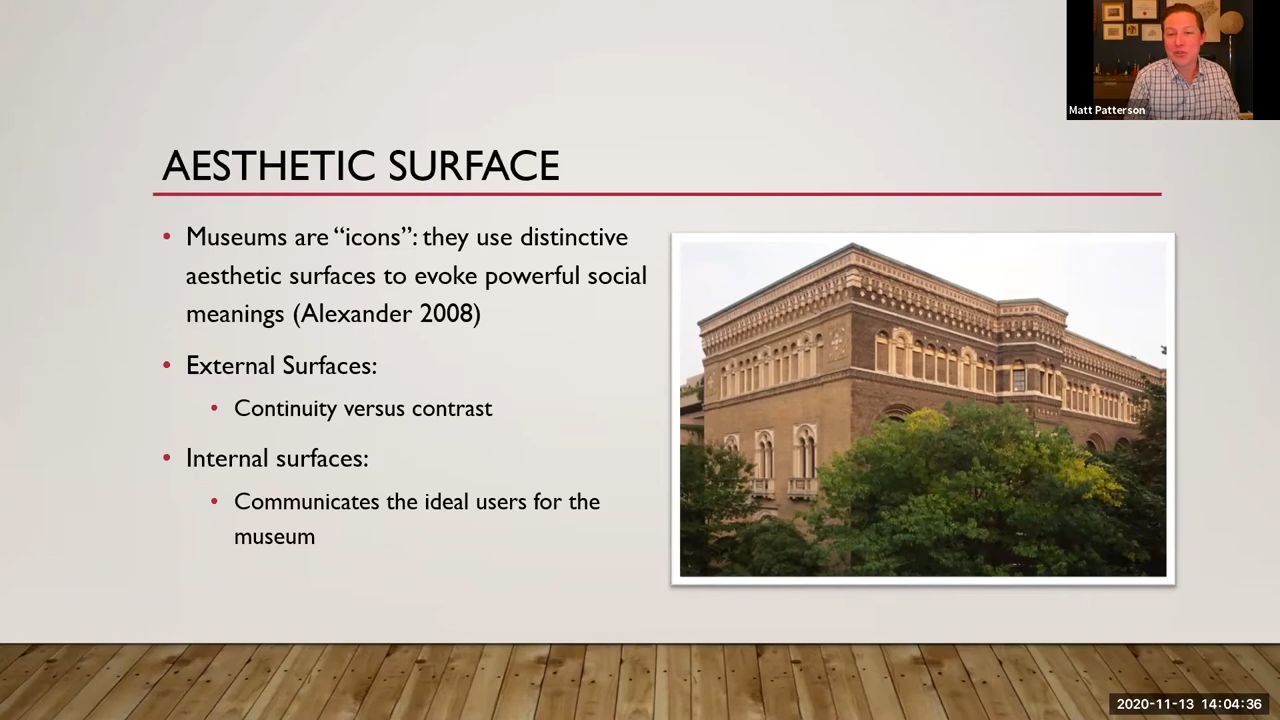 Matt Patterson
AESTHETIC SURFACE
• Museums are “icons”: they use distinctive
aesthetic surfaces to evoke powerful social
meanings (Alexander 2008)
• External Surfaces:
• Continuity versus contrast
• Internal surfaces:
• Communicates the ideal users for the
museum
2020-11-13 14:04:36